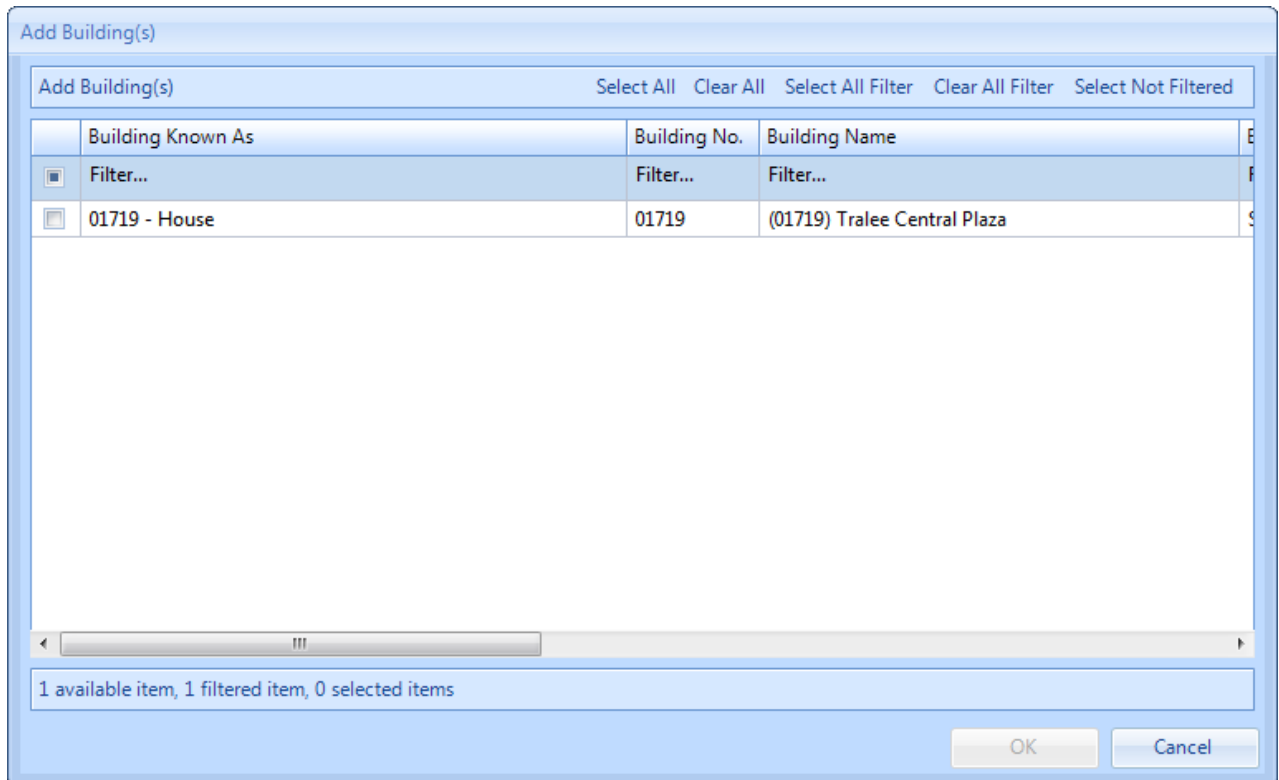 Add Building(s)
Add Building(s) Select All Clear All Select All Filter Clear All Filter Select Not Filtered
Building Known As Building No. Building Name
Filter... Filter... Filter...
01719 - House 01719 (01719) Tralee Central Plaza
1 available item, 1 filtered item, 0 selected items
OK Cancel